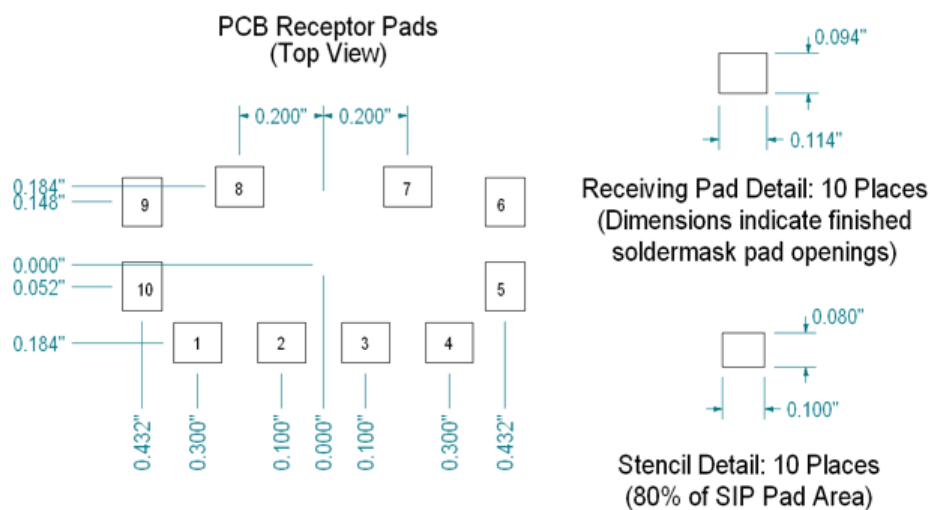 PCB Receptor Pads
(Top View)
0.200" 0.200"
0.184"
0.148"
8 7
9 6
0.000"
0.052"
10 5
0.184"
1 2 3 4
0.432" 0.300" 0.100" 0.000" 0.100" 0.300" 0.432"
0.094"
0.114"
Receiving Pad Detail: 10 Places
(Dimensions indicate finished
soldermask pad openings)
0.080"
0.100"
Stencil Detail: 10 Places
(80% of SIP Pad Area)